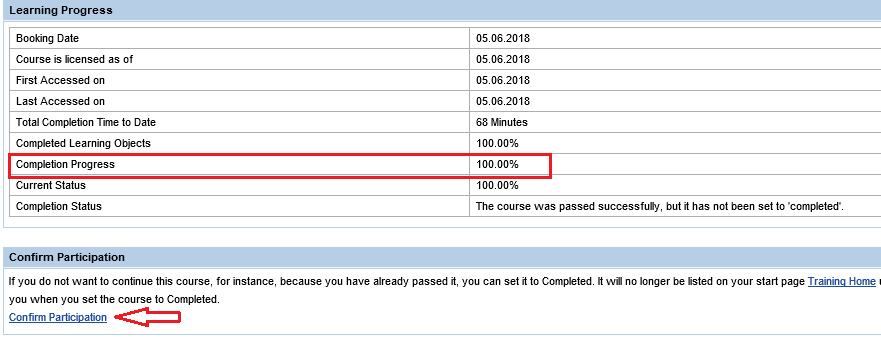 Learning Progress
Booking Date 05.06.2018
Course is licensed as of 05.06.2018
First Accessed on 05.06.2018
Last Accessed on 05.06.2018
Total Completion Time to Date 68 Minutes
Completed Learning Objects 100.00%
Completion Progress 100.00%
Current Status 100.00%
Completion Status The course was passed successfully, but it has not been set to 'completed'.
Confirm Participation
If you do not want to continue this course, for instance, because you have already passed it, you can set it to Completed. It will no longer be listed on your start page Training Home
you when you set the course to Completed.
Confirm Participation